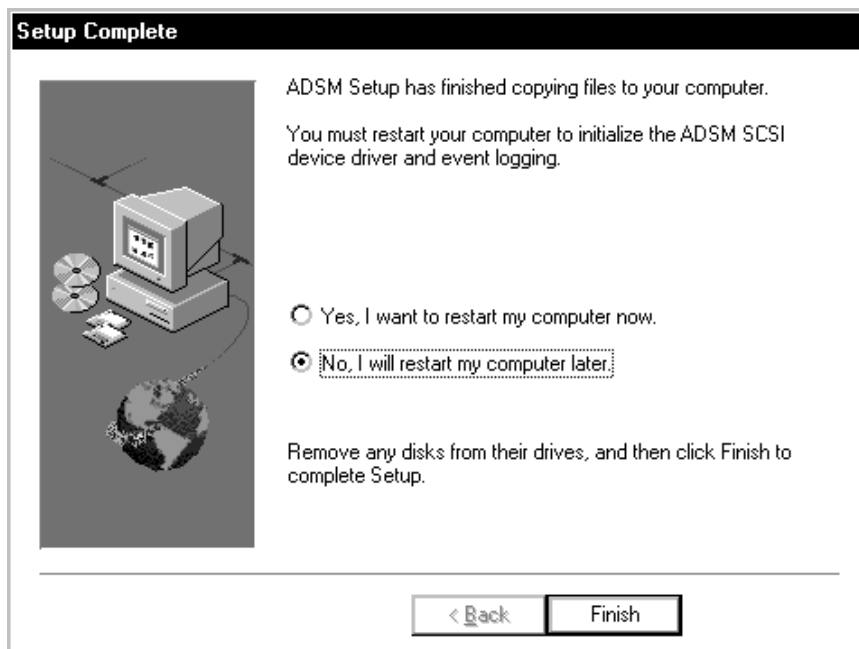 Setup Complete
ADSM Setup has finished copying files to your computer.
You must restart your computer to initialize the ADSM SCSI
device driver and event logging.
Yes, I want to restart my computer now.
No, I will restart my computer later.
Remove any disks from their drives, and then click Finish to
complete Setup.
< Back
Finish